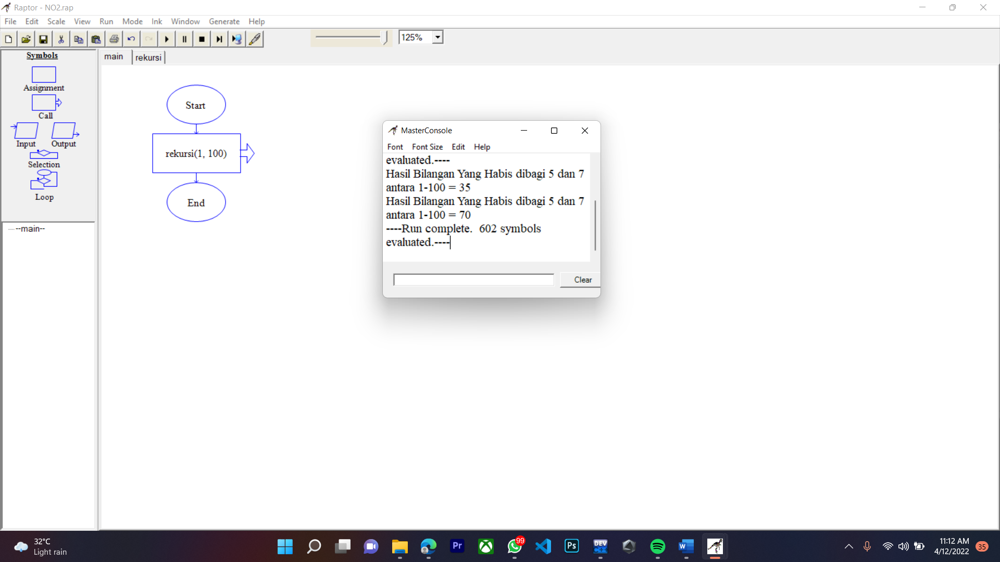 Raptor - NO2.rap
File Edit Scale View Run Mode Ink Window Generate Help
125%
Symbols
Assignment
Call
Input Output
Selection
Loop
--main--
main rekursi
Start
rekursi(1, 100)
End
MasterConsole
Font Font Size Edit Help
evaluated.----
Hasil Bilangan Yang Habis dibagi 5 dan 7
antara 1-100 = 35
Hasil Bilangan Yang Habis dibagi 5 dan 7
antara 1-100 = 70
----Run complete.  602 symbols
evaluated.----
Clear
32°C
Light rain
Pr
99
Ps
DEV
W
11:12 AM
4/12/2022
35